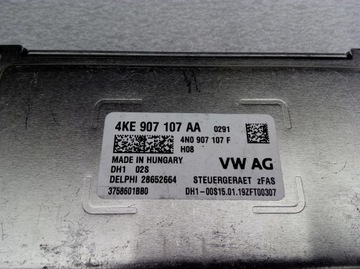 4KE 907 107 AA 0291
4N0 907 107 F
H08
MADE IN HUNGARY
DH1 02S
DELPHI 28652664
3758601BB0
VW AG
STEUERGERAET zFAS
DH1-00S15.01.19ZFT00307